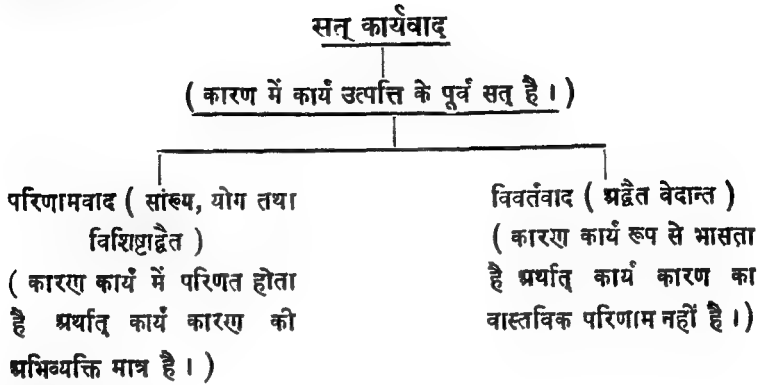 सत् कार्यवाद
( कारण में कार्य उत्पत्ति के पूर्व सत् है । )
परिणामवाद ( सांख्य, योग तथा
विशिष्टाद्वैत )
( कारण कार्य में परिणत होता
है अर्थात् कार्य कारण की
अभिव्यक्ति मात्र है । )
विवर्तवाद ( अद्वैत वेदान्त )
( कारण कार्य रूप से भासता
है अर्थात् कार्य कारण का
वास्तविक परिणाम नहीं है । )